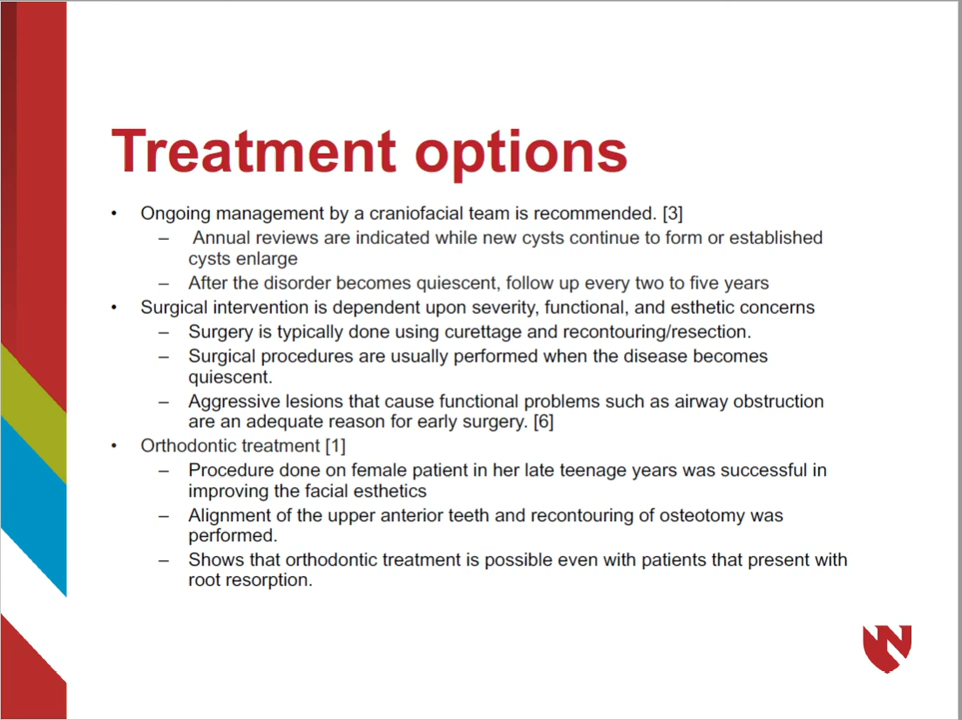 Treatment options
• Ongoing management by a craniofacial team is recommended. [3]
– Annual reviews are indicated while new cysts continue to form or established
cysts enlarge
– After the disorder becomes quiescent, follow up every two to five years
• Surgical intervention is dependent upon severity, functional, and esthetic concerns
– Surgery is typically done using curettage and recontouring/resection.
– Surgical procedures are usually performed when the disease becomes
quiescent.
– Aggressive lesions that cause functional problems such as airway obstruction
are an adequate reason for early surgery. [6]
• Orthodontic treatment [1]
– Procedure done on female patient in her late teenage years was successful in
improving the facial esthetics
– Alignment of the upper anterior teeth and recontouring of osteotomy was
performed.
– Shows that orthodontic treatment is possible even with patients that present with
root resorption.
N